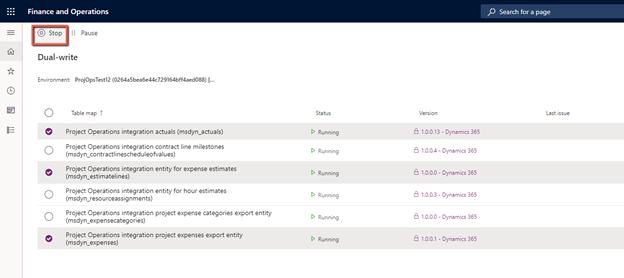 Finance and Operations
Search for a page
Stop
Pause
Dual-write
Environment: ProjOpsTest12 (0264a5bea6e44c729164bff4aed088) [...
Table map ↑ Status Version Last issue
Project Operations integration actuals (msdyn_actuals) Running 1.0.0.13 - Dynamics 365
Project Operations integration contract line milestones
(msdyn_contractlinescheduleofvalues)
Running 1.0.0.4 - Dynamics 365
Project Operations integration entity for expense estimates
(msdyn_estimatelines)
Running 1.0.0.0 - Dynamics 365
Project Operations integration entity for hour estimates
(msdyn_resourceassignments)
Running 1.0.0.3 - Dynamics 365
Project Operations integration project expense categories export entity
(msdyn_expensecategories)
Running 1.0.0.0 - Dynamics 365
Project Operations integration project expenses export entity
(msdyn_expenses)
Running 1.0.0.1 - Dynamics 365